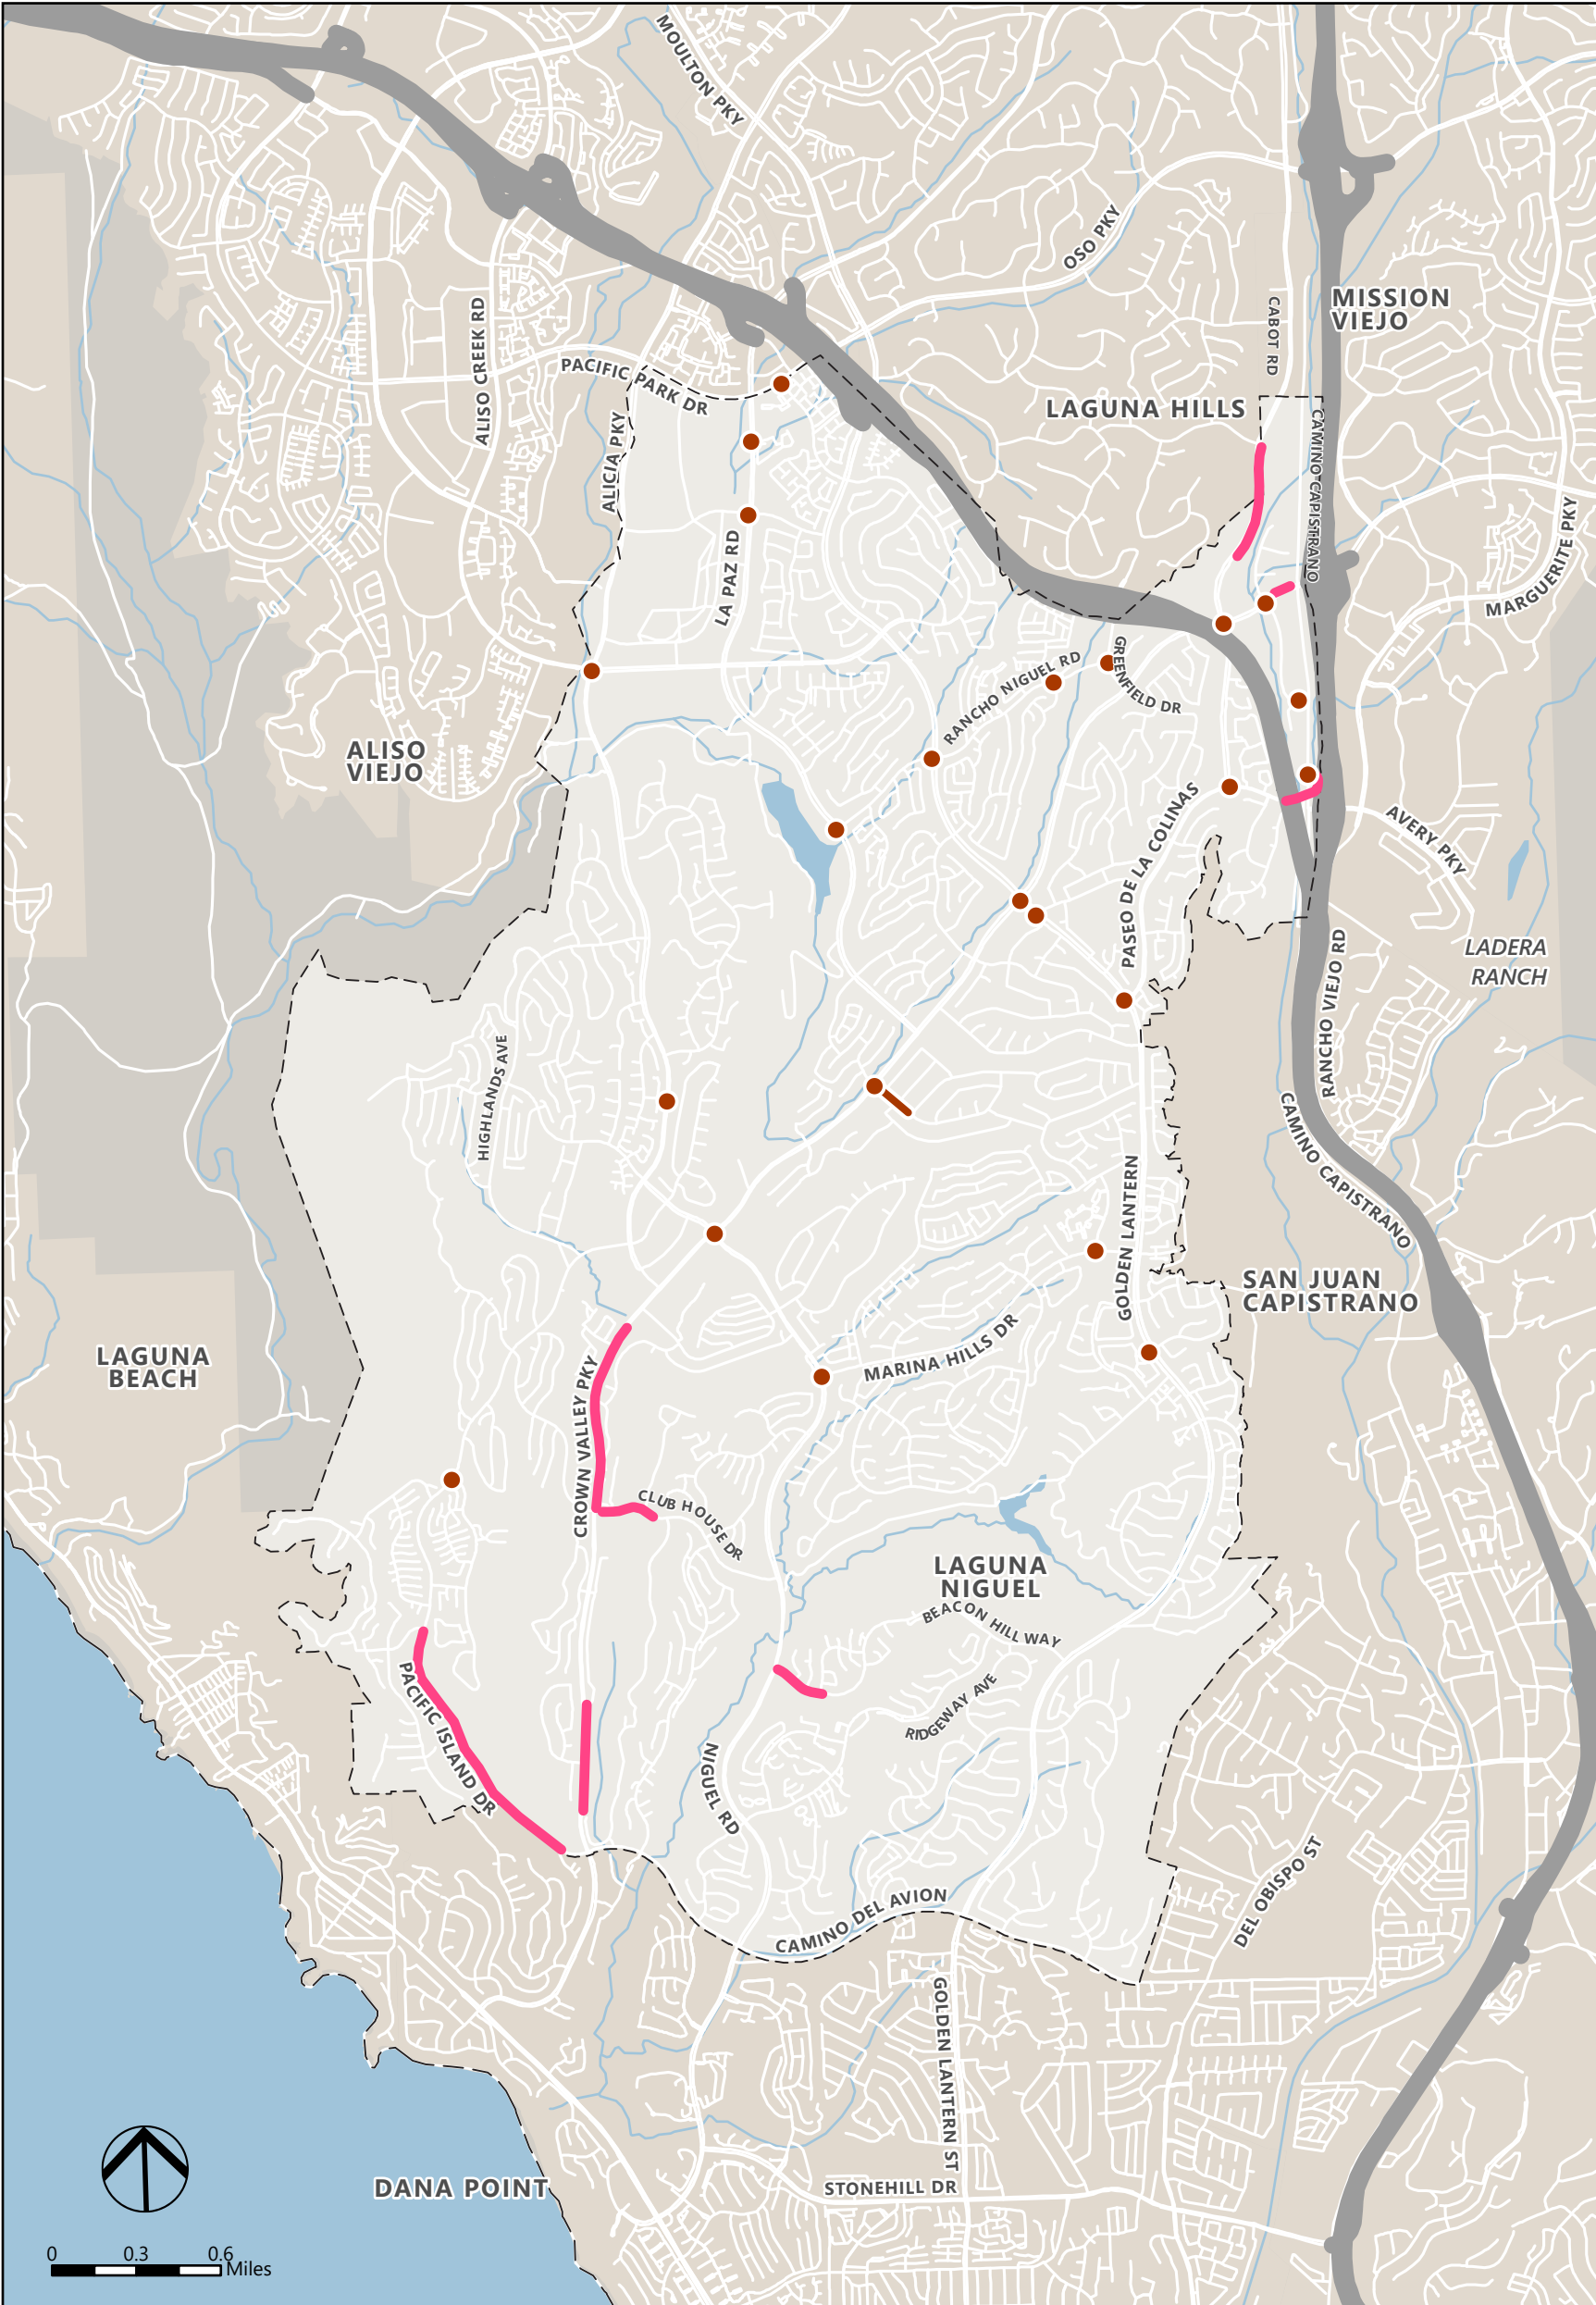 MOULTON PKY
OSO PKY
CABOT RD
MISSION
VIEJO
ALISO CREEK RD
PACIFIC PARK DR
LAGUNA HILLS
ALICIA PKY
CAMINO CAPISTRANO
MARGUERITE PKY
LA PAZ RD
RANCHO NIGUEL RD
GREENFIELD DR
ALISO
VIEJO
PASEO DE LA COLINAS
AVERY PKY
LADERA
RANCH
RANCHO VIEJO RD
HIGHLANDS AVE
CAMINO CAPISTRANO
GOLDEN LANTERN
SAN JUAN
CAPISTRANO
MARINA HILLS DR
LAGUNA
BEACH
CROWN VALLEY PKY
CLUB HOUSE DR
LAGUNA
NIGUEL
BEACON HILL WAY
PACIFIC ISLAND DR
RIDGEWAY AVE
NIGUEL RD
DEL OBISPO ST
CAMINO DEL AVION
GOLDEN LANTERN ST
DANA POINT
STONEHILL DR
0 0.3 0.6
Miles